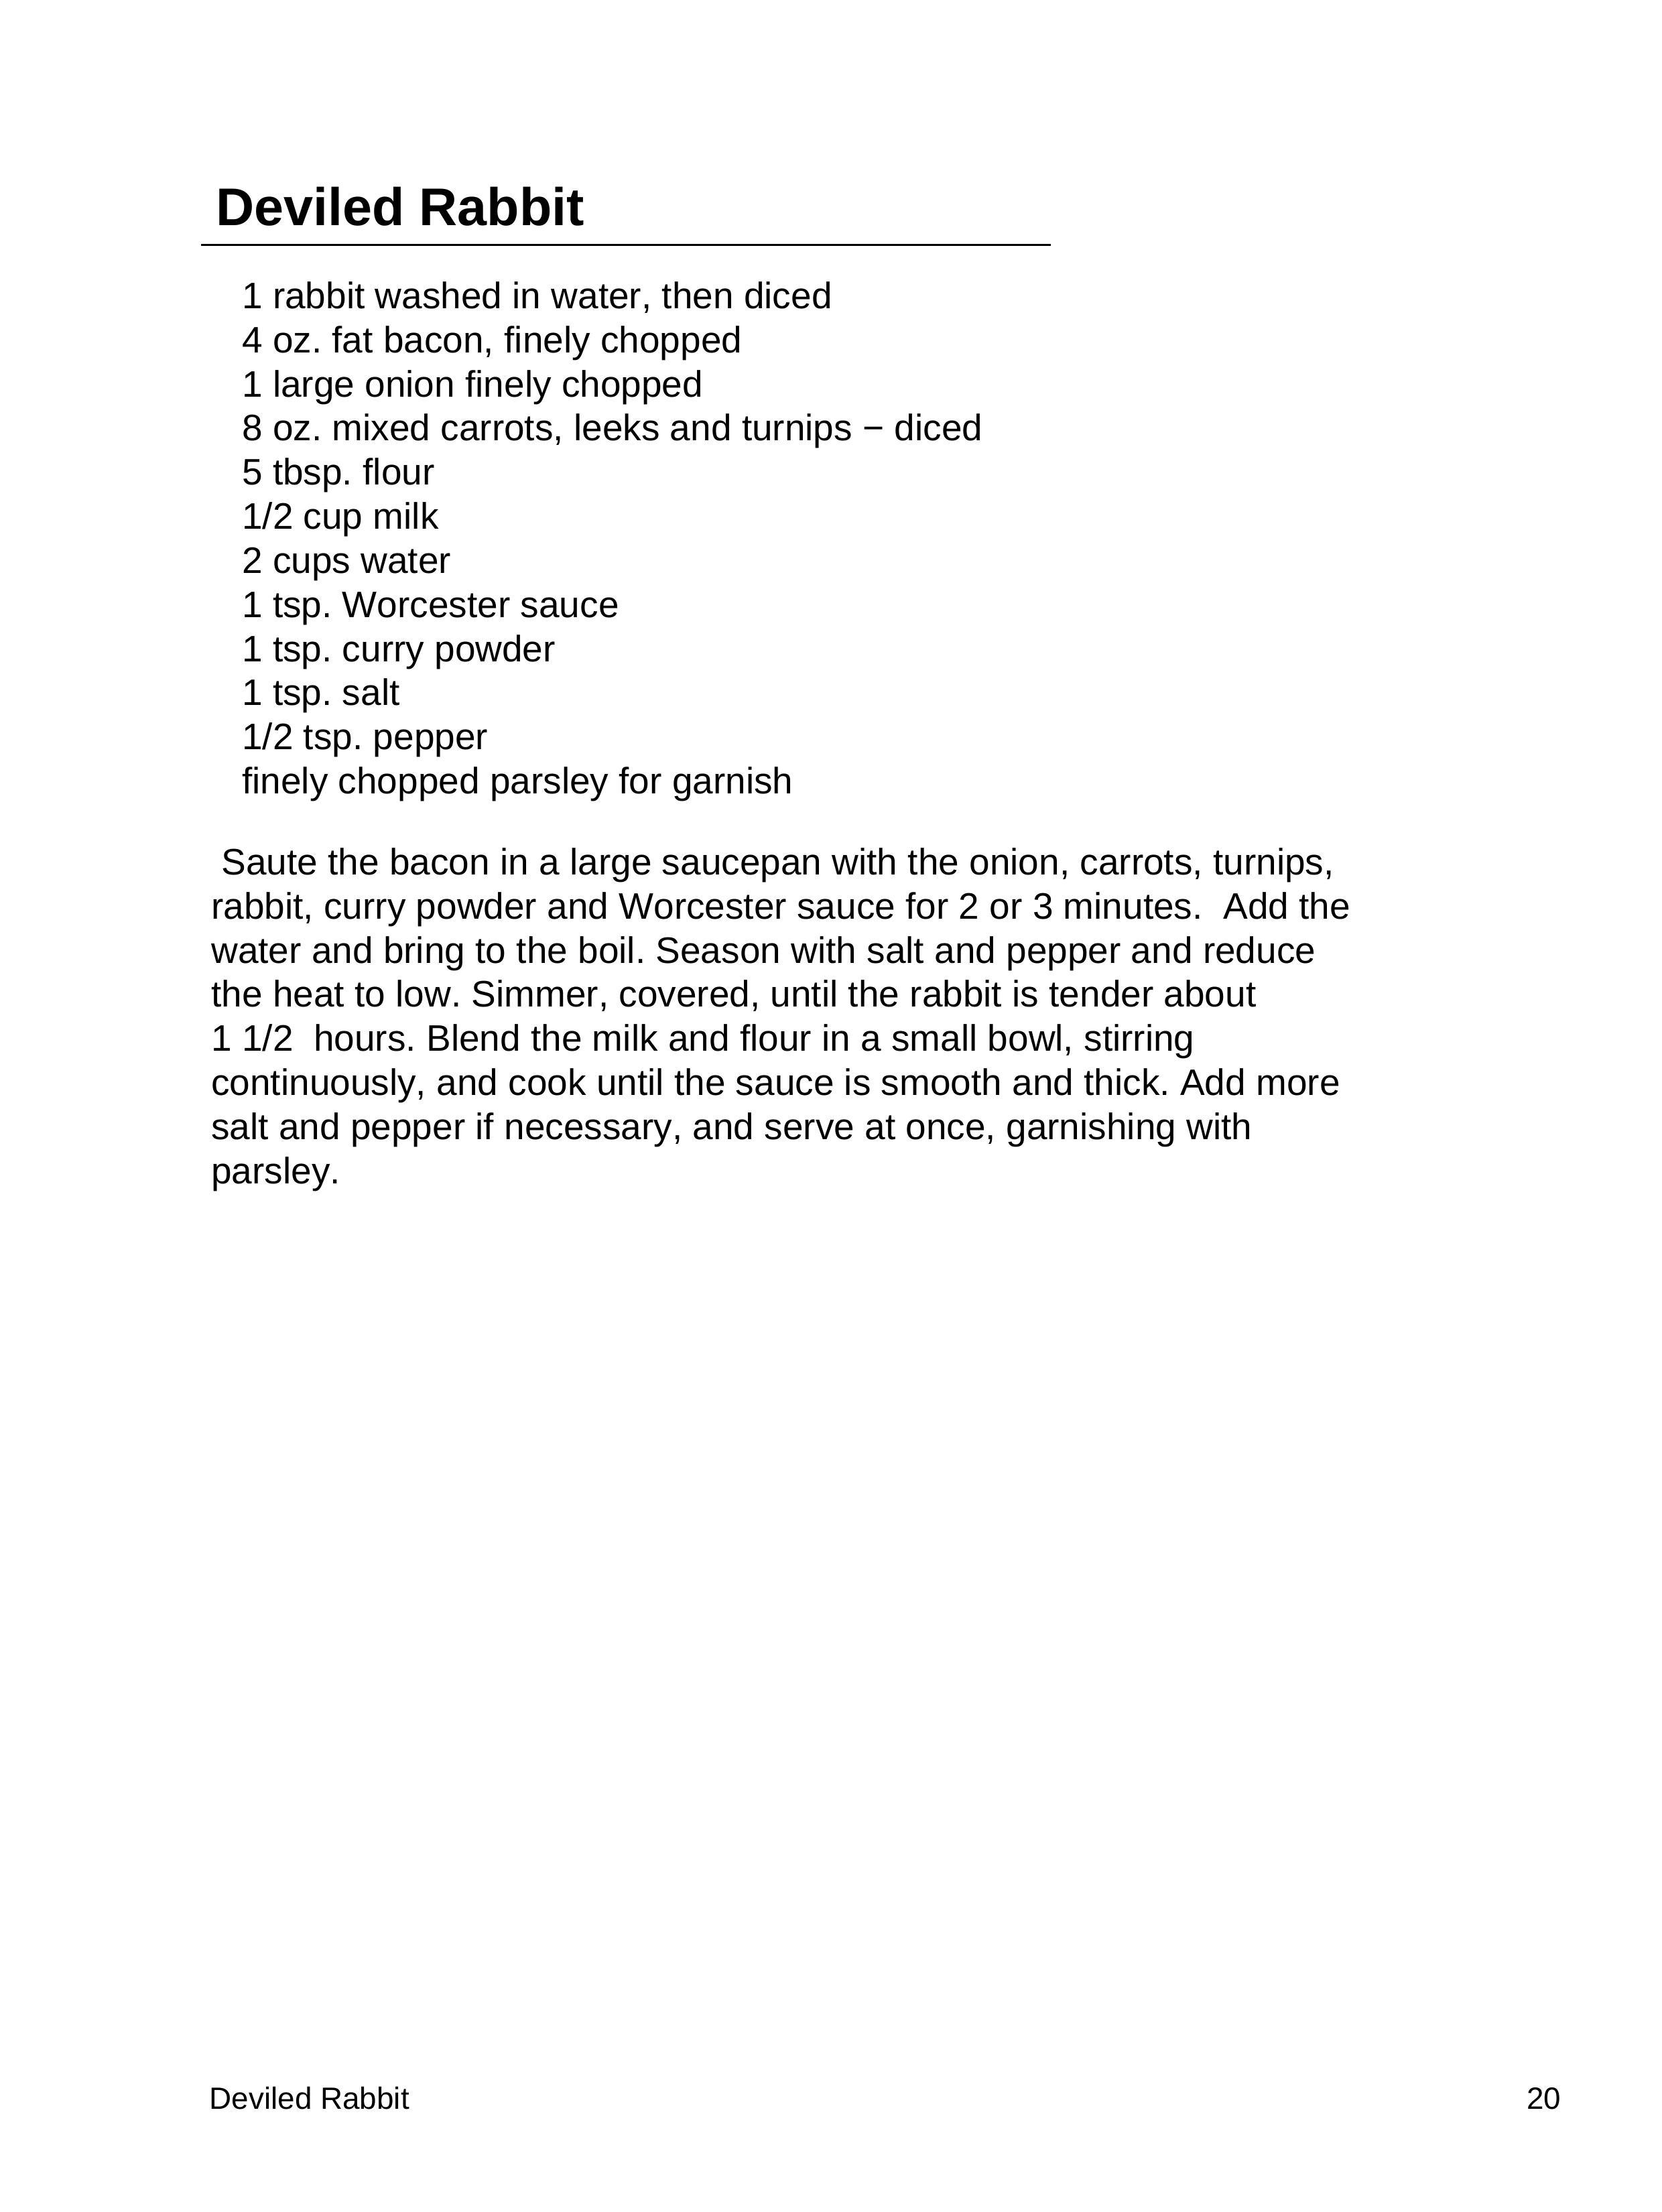 Deviled Rabbit
1 rabbit washed in water, then diced
4 oz. fat bacon, finely chopped
1 large onion finely chopped
8 oz. mixed carrots, leeks and turnips − diced
5 tbsp. flour
1/2 cup milk
2 cups water
1 tsp. Worcester sauce
1 tsp. curry powder
1 tsp. salt
1/2 tsp. pepper
finely chopped parsley for garnish
Saute the bacon in a large saucepan with the onion, carrots, turnips,
rabbit, curry powder and Worcester sauce for 2 or 3 minutes.  Add the
water and bring to the boil. Season with salt and pepper and reduce
the heat to low. Simmer, covered, until the rabbit is tender about
1 1/2  hours. Blend the milk and flour in a small bowl, stirring
continuously, and cook until the sauce is smooth and thick. Add more
salt and pepper if necessary, and serve at once, garnishing with
parsley.
Deviled Rabbit 20